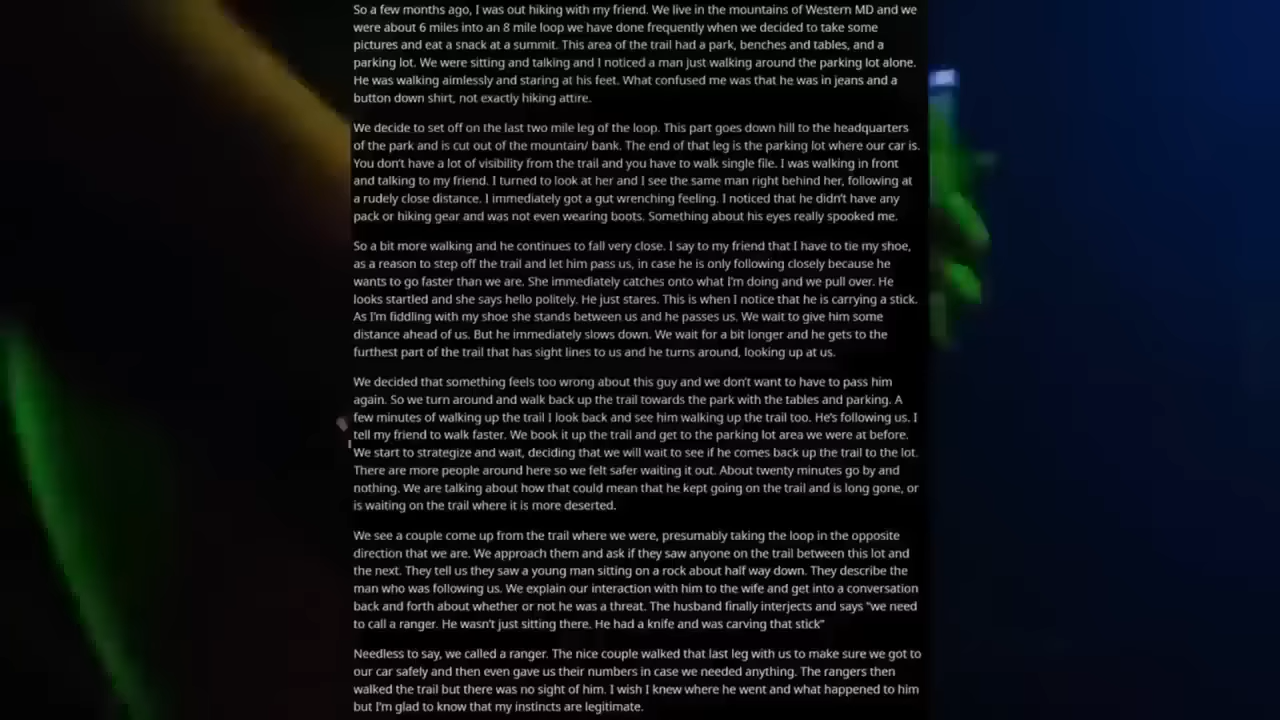 So a few months ago, I was out hiking with my friend. We live in the mountains of Western MD and we
were about 6 miles into an 8 mile loop we have done frequently when we decided to take some
pictures and eat a snack at a summit. This area of the trail had a park, benches and tables, and a
parking lot. We were sitting and talking and I noticed a man just walking around the parking lot alone.
He was walking aimlessly and staring at his feet. What confused me was that he was in jeans and a
button down shirt, not exactly hiking attire.
We decide to set off on the last two mile leg of the loop. This part goes down hill to the headquarters
of the park and is cut out of the mountain/ bank. The end of that leg is the parking lot where our car is.
You don't have a lot of visibility from the trail and you have to walk single file. I was walking in front
and talking to my friend. I turned to look at her and I see the same man right behind her, following at
a rudely close distance. I immediately got a gut wrenching feeling. I noticed that he didn't have any
pack or hiking gear and was not even wearing boots. Something about his eyes really spooked me.
So a bit more walking and he continues to fall very close. I say to my friend that I have to tie my shoe,
as a reason to step off the trail and let him pass us, in case he is only following closely because he
wants to go faster than we are. She immediately catches onto what I'm doing and we pull over. He
looks startled and she says hello politely. He just stares. This is when I notice that he is carrying a stick.
As I'm fiddling with my shoe she stands between us and he passes us. We wait to give him some
distance ahead of us. But he immediately slows down. We wait for a bit longer and he gets to the
furthest part of the trail that has sight lines to us and he turns around, looking up at us.
We decided that something feels too wrong about this guy and we don't want to have to pass him
again. So we turn around and walk back up the trail towards the park with the tables and parking. A
few minutes of walking up the trail I look back and see him walking up the trail too. He's following us. I
tell my friend to walk faster. We book it up the trail and get to the parking lot area we were at before.
We start to strategize and wait, deciding that we will wait to see if he comes back up the trail to the lot.
There are more people around here so we felt safer waiting it out. About twenty minutes go by and
nothing. We are talking about how that could mean that he kept going on the trail and is long gone, or
is waiting on the trail where it is more deserted.
We see a couple come up from the trail where we were, presumably taking the loop in the opposite
direction that we are. We approach them and ask if they saw anyone on the trail between this lot and
the next. They tell us they saw a young man sitting on a rock about half way down. They describe the
man who was following us. We explain our interaction with him to the wife and get into a conversation
back and forth about whether or not he was a threat. The husband finally interjects and says "we need
to call a ranger. He wasn't just sitting there. He had a knife and was carving that stick"
Needless to say, we called a ranger. The nice couple walked that last leg with us to make sure we got to
our car safely and then even gave us their numbers in case we needed anything. The rangers then
walked the trail but there was no sight of him. I wish I knew where he went and what happened to him
but I'm glad to know that my instincts are legitimate.